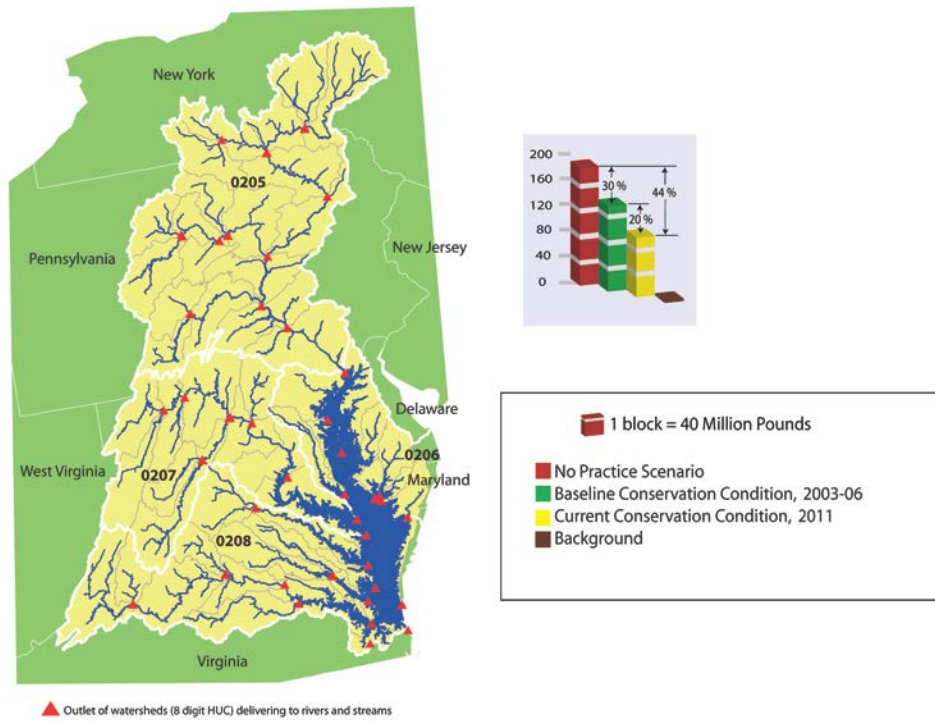 New York
0205
Pennsylvania
New Jersey
Delaware
0206
Maryland
West Virginia
0207
0208
Virginia
Outlet of watersheds (8 digit HUC) delivering to rivers and streams
200
160
120
80
40
0
30 %
44 %
20 %
1 block = 40 Million Pounds
No Practice Scenario
Baseline Conservation Condition, 2003-06
Current Conservation Condition, 2011
Background